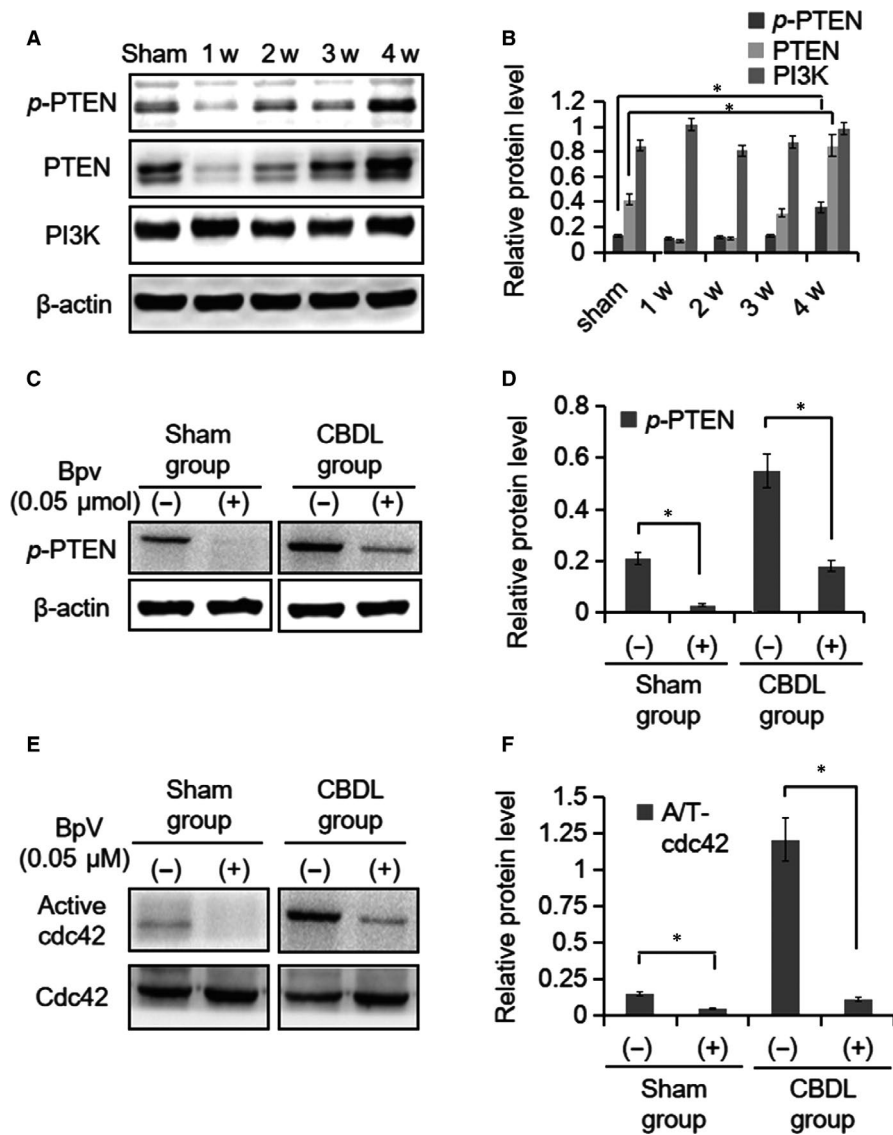 A
Sham 1 w 2 w 3 w 4 w
p-PTEN
PTEN
PI3K
β-actin
B
p-PTEN
PTEN
PI3K
Relative protein level
1.2
1
0.8
0.6
0.4
0.2
0
* 
*
sham 1 w 2 w 3 w 4 w
C
Sham group
CBDL group
Bpv
(0.05 μmol)
(–) (+) (–) (+)
p-PTEN
β-actin
D
Relative protein level
0.8
0.6
0.4
0.2
0
p-PTEN
*
*
(–) (+) (–) (+)
Sham group
CBDL group
E
Sham group
CBDL group
BpV
(0.05 μM)
(–) (+) (–) (+)
Active
cdc42
Cdc42
F
Relative protein level
1.5
1.25
1
0.75
0.5
0.25
0
A/T-
cdc42
*
*
(–) (+) (–) (+)
Sham group
CBDL group